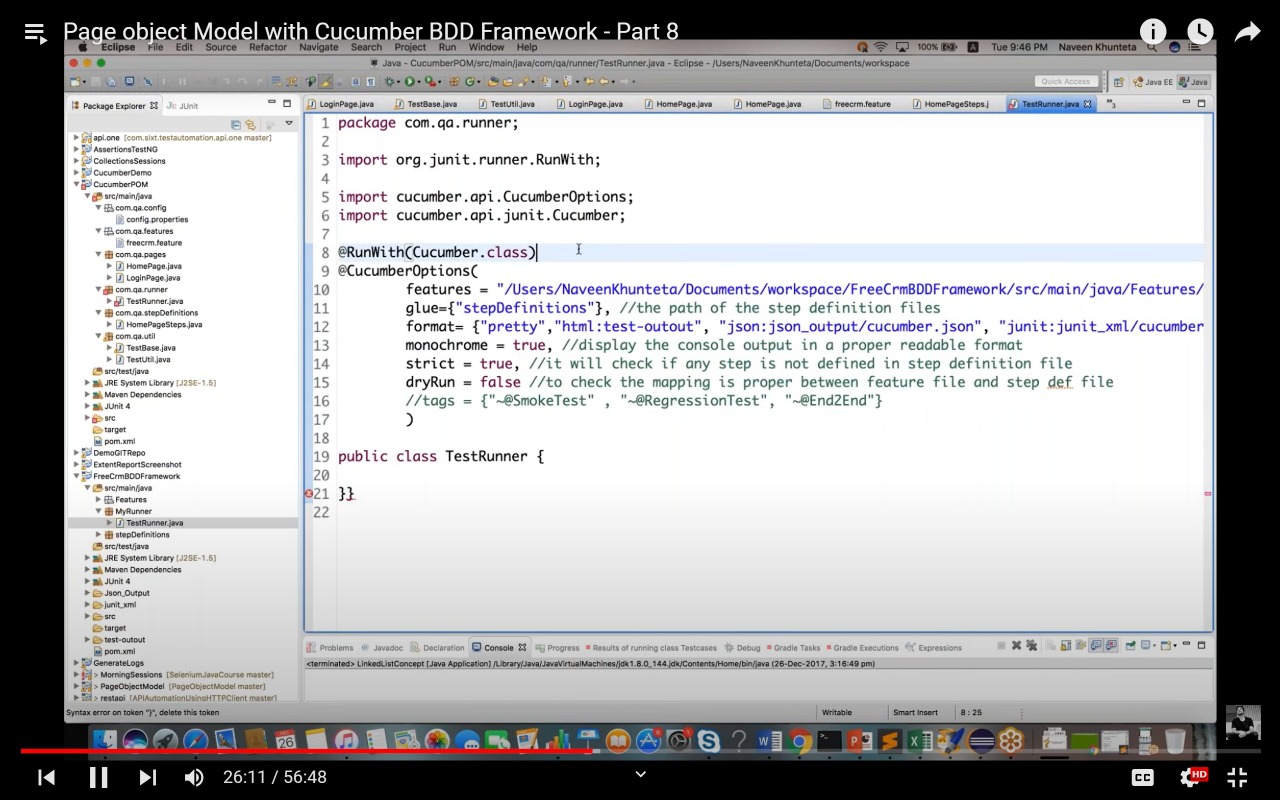 Page object Model with Cucumber BDD Framework - Part 8
Eclipse File Edit Source Refactor Navigate Search Project Run Window Help 100% Tue 9:46 PM Naveen Khunteta
Java - CucumberPOM/src/main/java/com/qa/runner/TestRunner.java - Eclipse - /Users/NaveenKhunteta/Documents/workspace
Quick Access Java EE Java
Package Explorer JUnit
LoginPage.java TestBase.java TestUtil.java LoginPage.java HomePage.java HomePage.java freecrm.feature HomePageSteps.j TestRunner.java
api.one [com.sixt.testautomation.api.one master]
AssertionsTestNG
CollectionsSessions
CucumberDemo
CucumberPOM
src/main/java
com.qa.config
config.properties
com.qa.features
freecrm.feature
com.qa.pages
HomePage.java
LoginPage.java
com.qa.runner
TestRunner.java
com.qa.stepDefinitions
HomePageSteps.java
com.qa.util
TestBase.java
TestUtil.java
src/test/java
JRE System Library [J2SE-1.5]
Maven Dependencies
JUnit 4
src
target
pom.xml
DemoGITRepo
ExtentReportScreenshot
FreeCrmBDDFramework
src/main/java
Features
MyRunner
TestRunner.java
stepDefinitions
src/test/java
JRE System Library [J2SE-1.5]
Maven Dependencies
JUnit 4
Json_Output
junit_xml
src
target
test-outout
pom.xml
GenerateLogs
> MorningSessions [SeleniumJavaCourse master]
> PageObjectModel [PageObjectModel master]
> restapi [APIAutomationUsingHTTPClient master]
1 package com.qa.runner;
2
3 import org.junit.runner.RunWith;
4
5 import cucumber.api.CucumberOptions;
6 import cucumber.api.junit.Cucumber;
7
8 @RunWith(Cucumber.class)
9 @CucumberOptions(
10 features = "/Users/NaveenKhunteta/Documents/workspace/FreeCrmBDDFramework/src/main/java/Features/
11 glue={"stepDefinitions"}, //the path of the step definition files
12 format= {"pretty","html:test-outout", "json:json_output/cucumber.json", "junit:junit_xml/cucumber
13 monochrome = true, //display the console output in a proper readable format
14 strict = true, //it will check if any step is not defined in step definition file
15 dryRun = false //to check the mapping is proper between feature file and step def file
16 //tags = {"~@SmokeTest" , "~@RegressionTest", "~@End2End"}
17 )
18
19 public class TestRunner {
20
21 }}
22
Problems Javadoc Declaration Console Progress Results of running class Testcases Debug Gradle Tasks Gradle Executions Expressions
<terminated> LinkedListConcept [Java Application] /Library/Java/JavaVirtualMachines/jdk1.8.0_144.jdk/Contents/Home/bin/java (26-Dec-2017, 3:16:49 pm)
Syntax error on token "}", delete this token Writable Smart Insert 8 : 25
26
26:11 / 56:48 CC HD